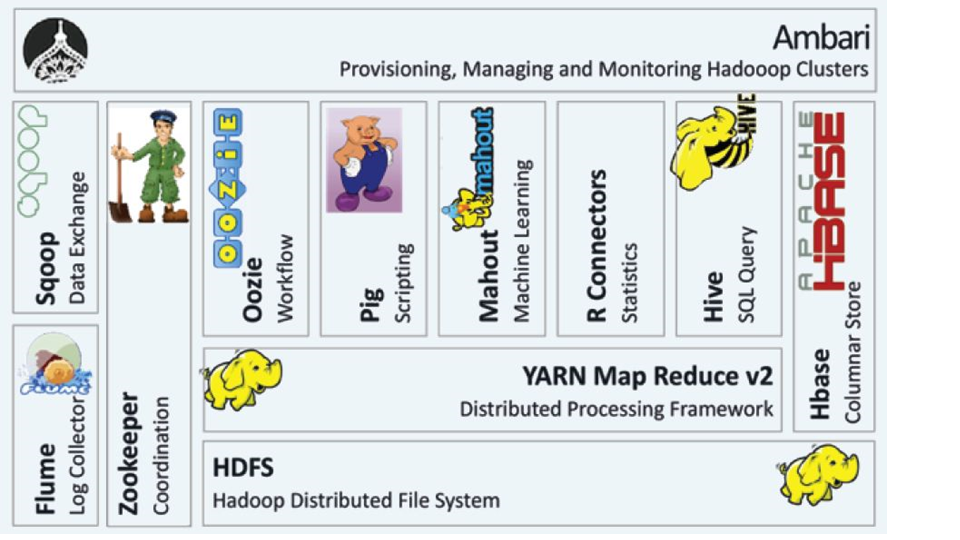 Ambari
Provisioning, Managing and Monitoring Hadooop Clusters
sqoop
Sqoop
Data Exchange
FLUME
Flume
Log Collector
Zookeeper
Coordination
OOZiE
Oozie
Workflow
Pig
Scripting
mahout
Mahout
Machine Learning
R Connectors
Statistics
HIVE
Hive
SQL Query
APACHE
HBASE
Hbase
Columnar Store
YARN Map Reduce v2
Distributed Processing Framework
HDFS
Hadoop Distributed File System